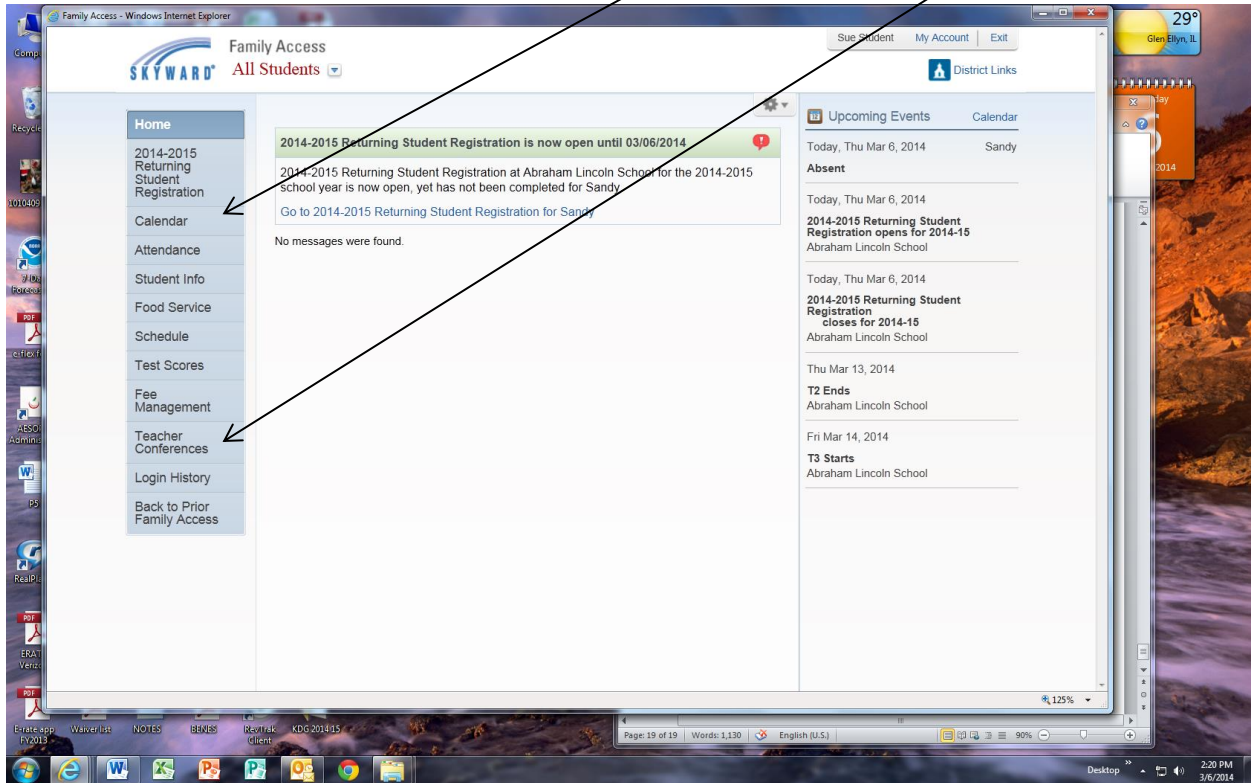 Family Access - Windows Internet Explorer
29°
Glen Ellyn, IL
SKYWARD®
Family Access
All Students
Sue Student My Account Exit
District Links
Home
2014-2015
Returning
Student
Registration
Calendar
Attendance
Student Info
Food Service
Schedule
Test Scores
Fee
Management
Teacher
Conferences
Login History
Back to Prior
Family Access
2014-2015 Returning Student Registration is now open until 03/06/2014
2014-2015 Returning Student Registration at Abraham Lincoln School for the 2014-2015
school year is now open, yet has not been completed for Sandy
Go to 2014-2015 Returning Student Registration for Sandy
No messages were found.
Upcoming Events Calendar
Today, Thu Mar 6, 2014 Sandy
Absent
Today, Thu Mar 6, 2014
2014-2015 Returning Student
Registration opens for 2014-15
Abraham Lincoln School
Today, Thu Mar 6, 2014
2014-2015 Returning Student
Registration
closes for 2014-15
Abraham Lincoln School
Thu Mar 13, 2014
T2 Ends
Abraham Lincoln School
Fri Mar 14, 2014
T3 Starts
Abraham Lincoln School
125%
E-rate app
FY2013
Waiver list
NOTES
RevTrak
Client
KDG 2014-15
Page: 19 of 19 Words: 1,130 English (U.S.) 90%
Desktop
2:20 PM
3/6/2014